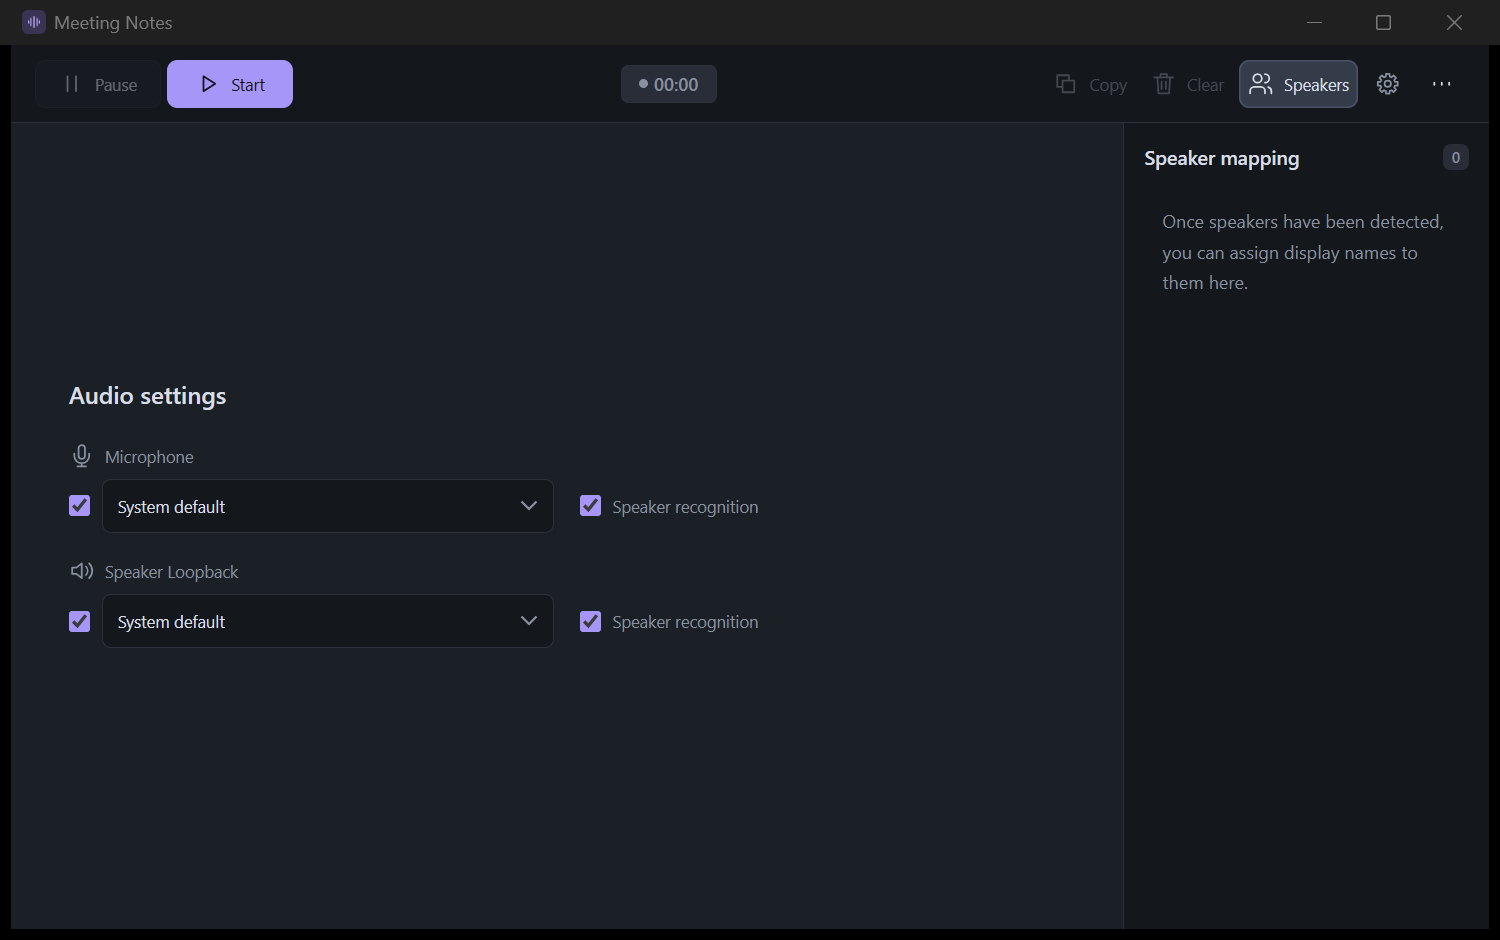 Meeting Notes
Pause
Start
00:00
Copy
Clear
Speakers
Speaker mapping
0
Once speakers have been detected,
you can assign display names to
them here.
Audio settings
Microphone
System default
Speaker recognition
Speaker Loopback
System default
Speaker recognition